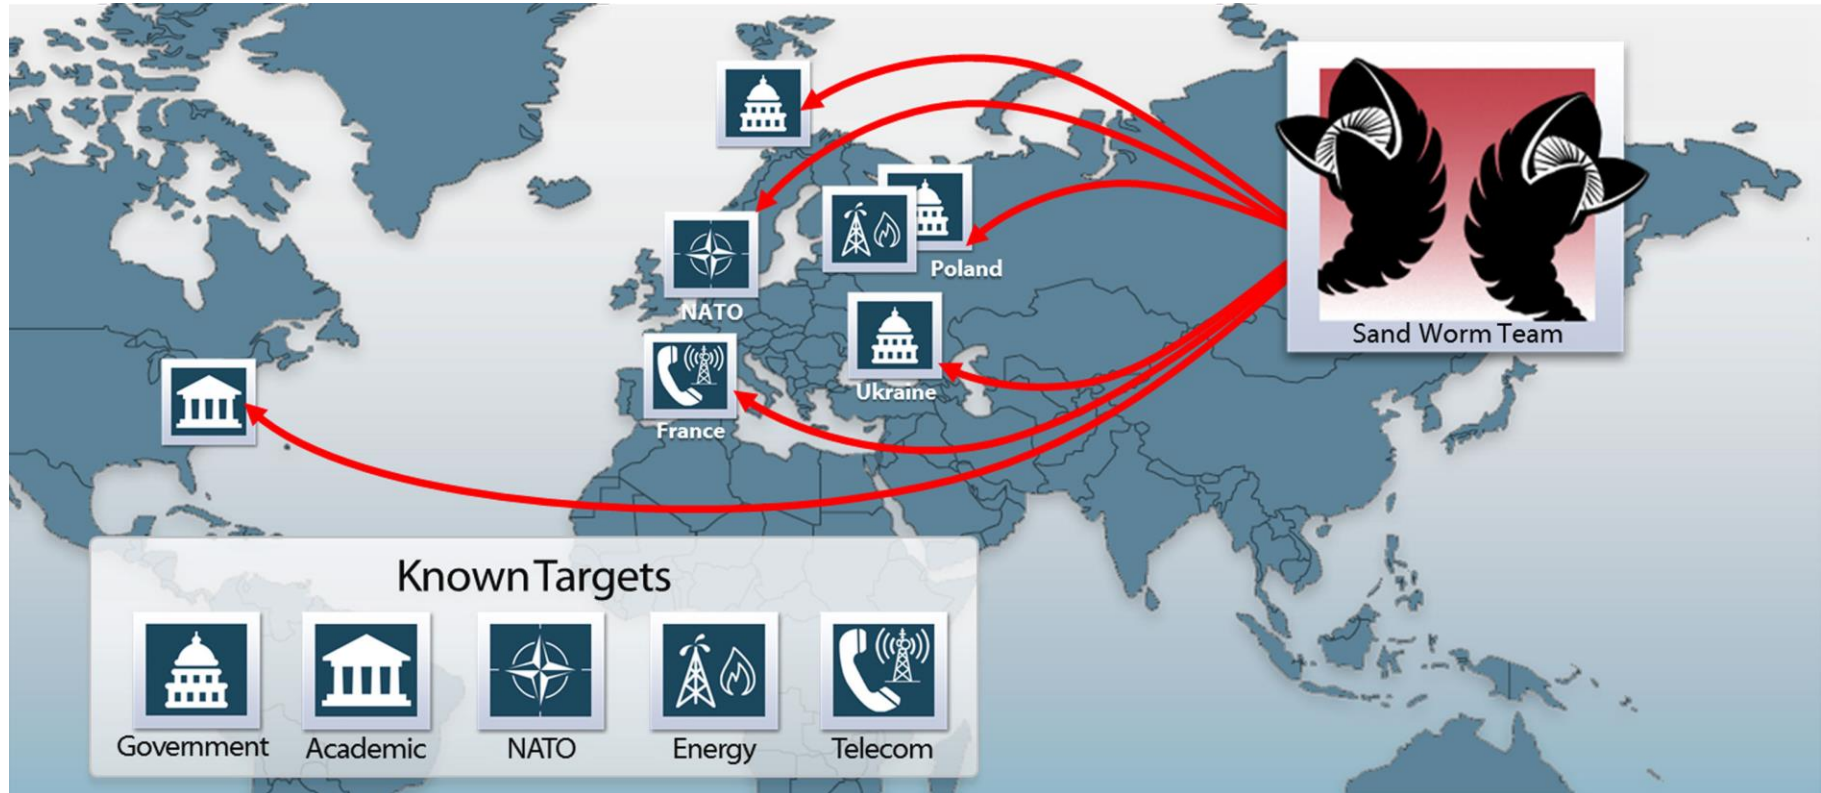 Sand Worm Team
Poland
NATO
Ukraine
France
Known Targets
Government
Academic
NATO
Energy
Telecom